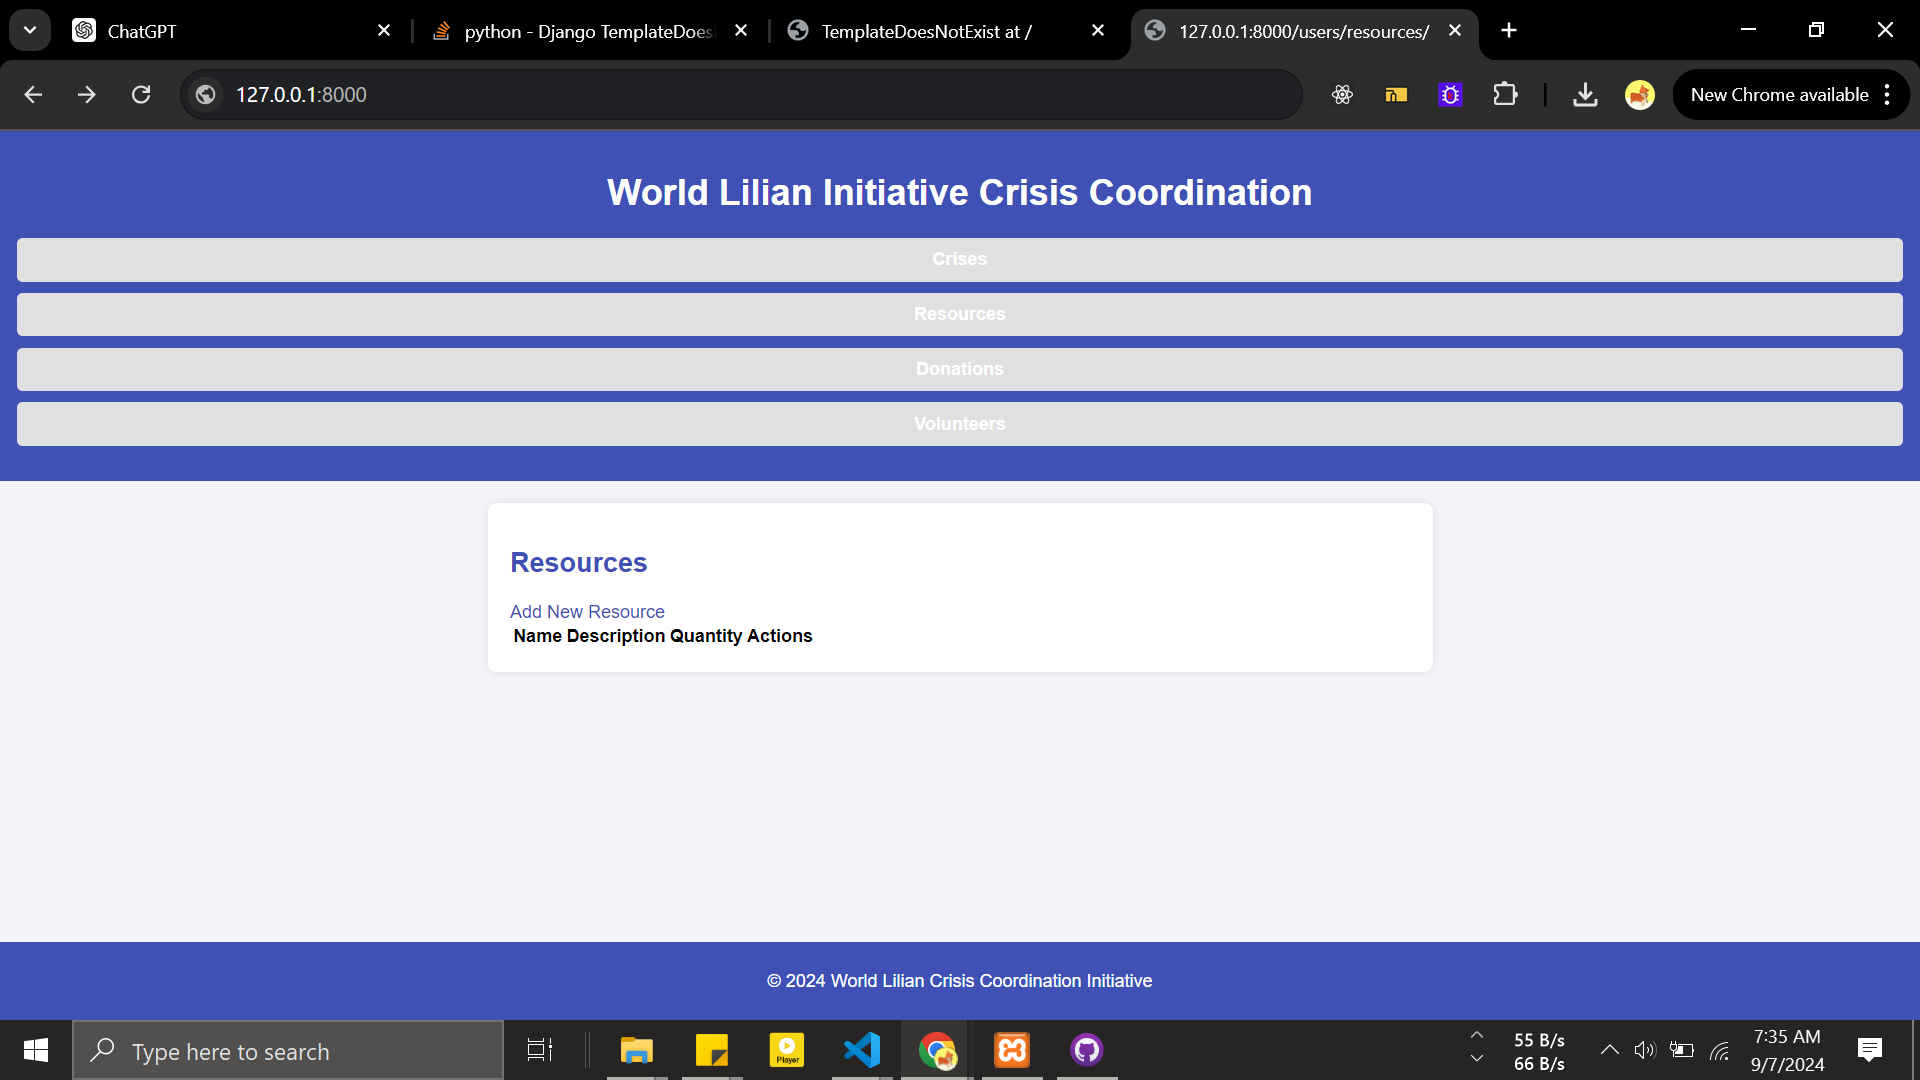 ChatGPT
python - Django TemplateDoes
TemplateDoesNotExist at /
127.0.0.1:8000/users/resources/
127.0.0.1:8000
New Chrome available
World Lilian Initiative Crisis Coordination
Crises
Resources
Donations
Volunteers
Resources
Add New Resource
Name Description Quantity Actions
© 2024 World Lilian Crisis Coordination Initiative
Type here to search
Player
55 B/s
66 B/s
7:35 AM
9/7/2024